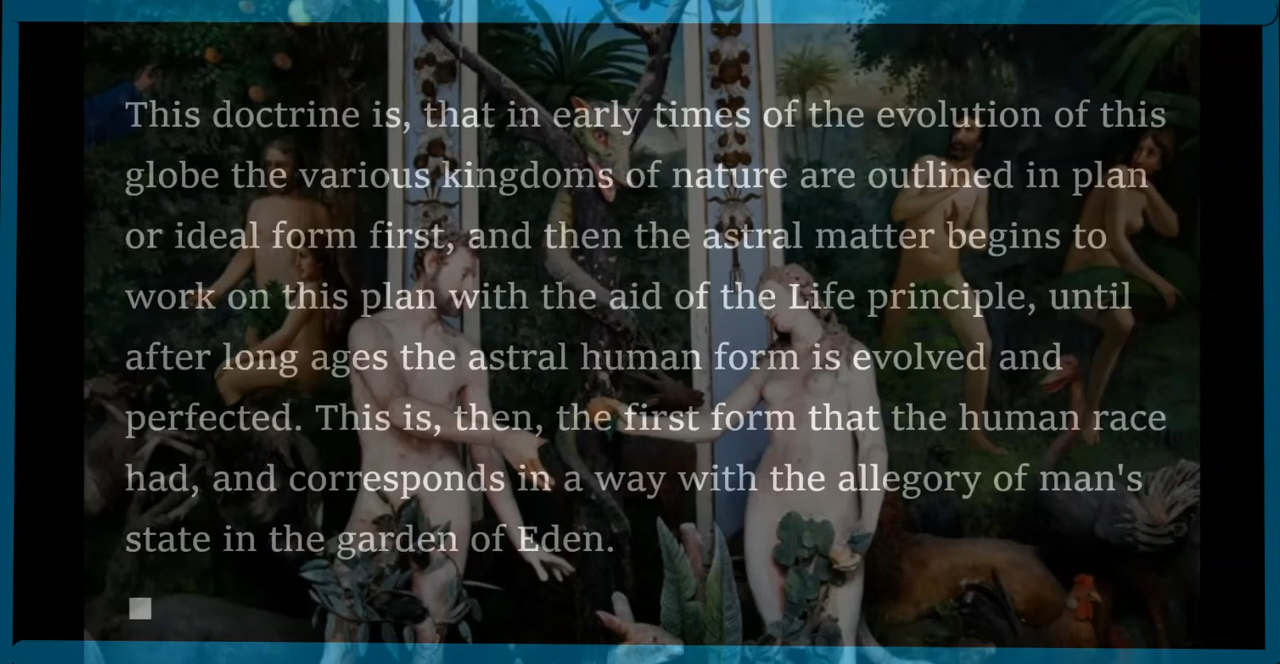 This doctrine is, that in early times of the evolution of this
globe the various kingdoms of nature are outlined in plan
or ideal form first, and then the astral matter begins to
work on this plan with the aid of the Life principle, until
after long ages the astral human form is evolved and
perfected. This is, then, the first form that the human race
had, and corresponds in a way with the allegory of man's
state in the garden of Eden.